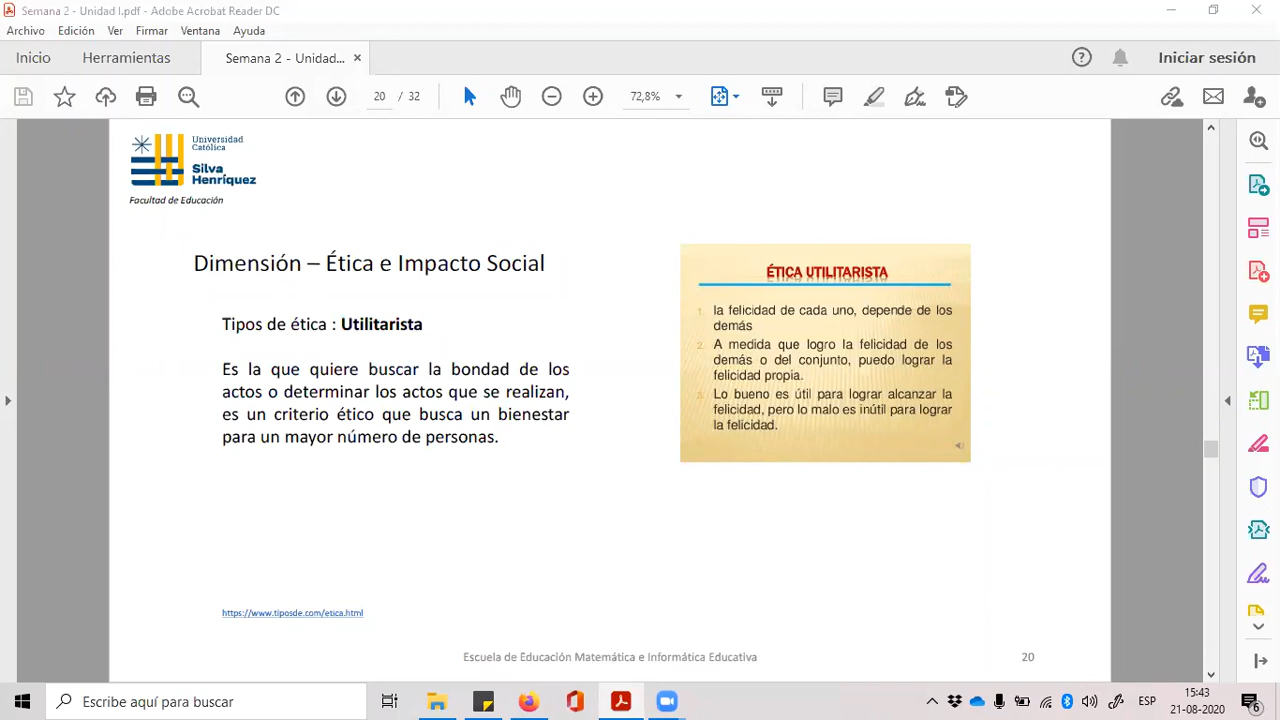 Semana 2 - Unidad I.pdf - Adobe Acrobat Reader DC
Archivo Edición Ver Firmar Ventana Ayuda
Inicio Herramientas Semana 2 - Unidad... × Iniciar sesión
20 / 32 72,8%
Universidad
Católica
Silva
Henríquez
Facultad de Educación
Dimensión – Ética e Impacto Social
Tipos de ética : Utilitarista
Es la que quiere buscar la bondad de los
actos o determinar los actos que se realizan,
es un criterio ético que busca un bienestar
para un mayor número de personas.
ÉTICA UTILITARISTA
1. la felicidad de cada uno, depende de los
demás
2. A medida que logro la felicidad de los
demás o del conjunto, puedo lograr la
felicidad propia.
3. Lo bueno es útil para lograr alcanzar la
felicidad, pero lo malo es inútil para lograr
la felicidad.
https://www.tiposde.com/etica.html
Escuela de Educación Matemática e Informática Educativa 20
Escribe aquí para buscar
ESP
15:43
21-08-2020
6